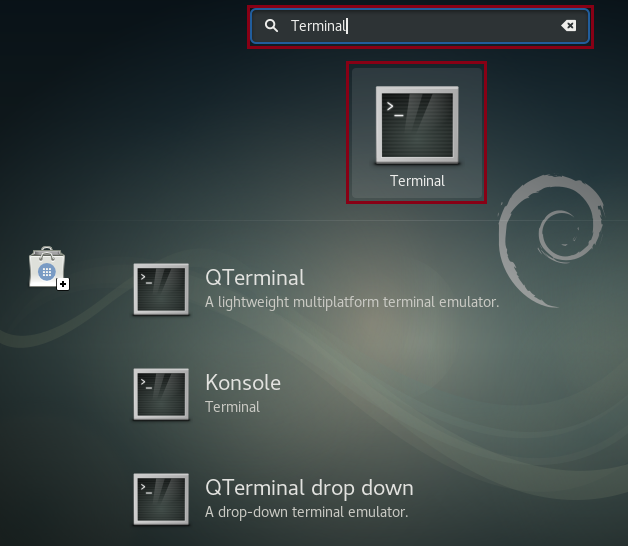 Terminal
Terminal
QTerminal
A lightweight multiplatform terminal emulator.
Konsole
Terminal
QTerminal drop down
A drop-down terminal emulator.